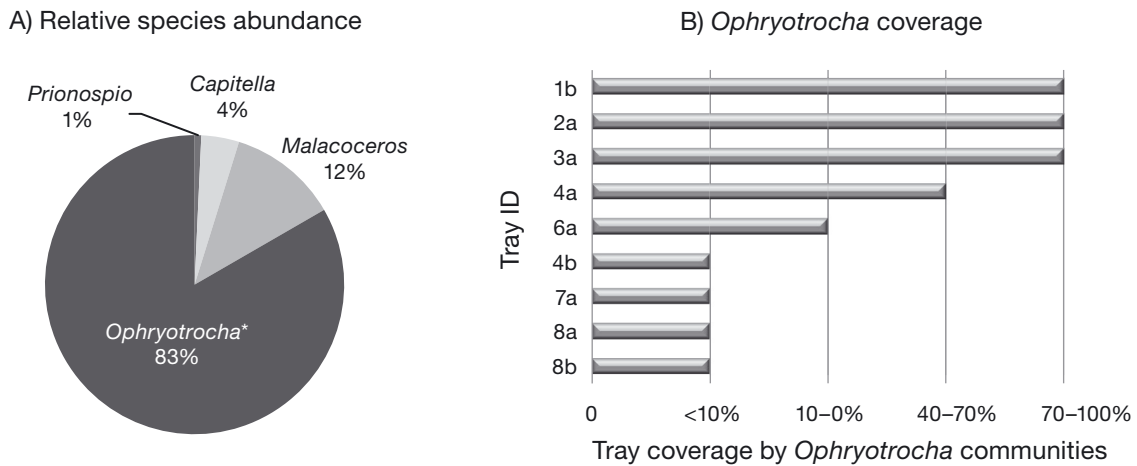 A) Relative species abundance
Prionospio
1%
Capitella
4%
Malacoceros
12%
Ophryotrocha*
83%
B) Ophryotrocha coverage
Tray ID
1b
2a
3a
4a
6a
4b
7a
8a
8b
0
<10%
10–0%
40–70%
70–100%
Tray coverage by Ophryotrocha communities